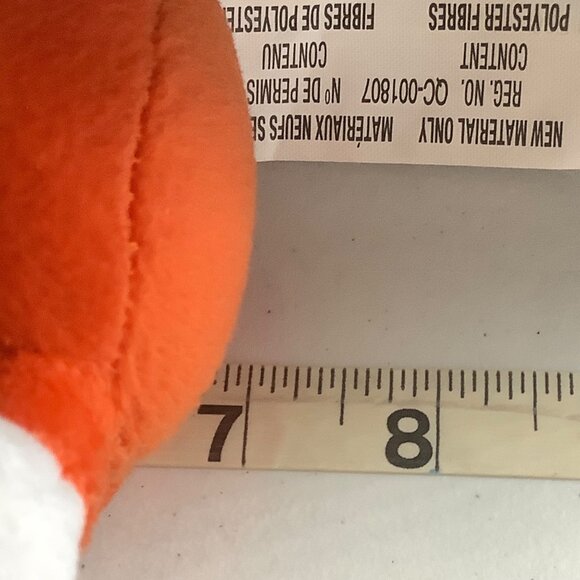 NEW MATERIAL ONLY MATÉRIAUX NEUFS
REG. NO. QC-001807 Nº DE PERMIS
CONTENT CONTENU
POLYESTER FIBRES FIBRES DE POLYESTER
7 8